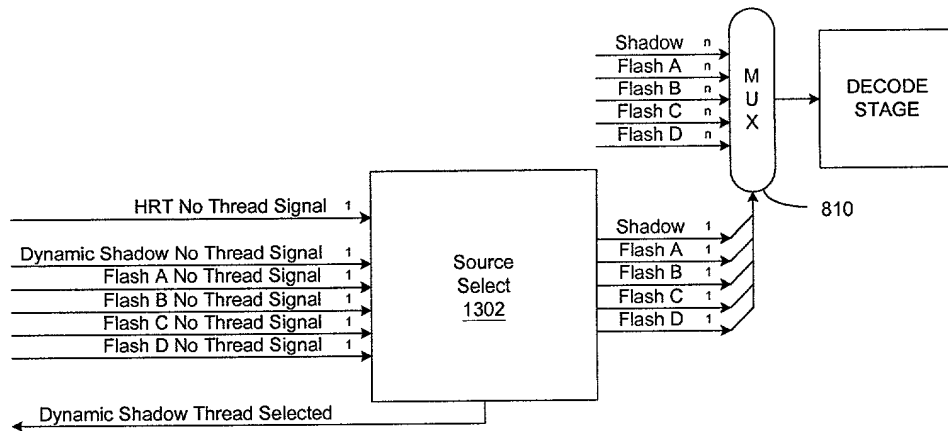 Shadow n
Flash A n
Flash B n
Flash C n
Flash D n
M
U
X
DECODE
STAGE
810
HRT No Thread Signal 1
Dynamic Shadow No Thread Signal 1
Flash A No Thread Signal 1
Flash B No Thread Signal 1
Flash C No Thread Signal 1
Flash D No Thread Signal 1
Source
Select
1302
Shadow 1
Flash A 1
Flash B 1
Flash C 1
Flash D 1
Dynamic Shadow Thread Selected